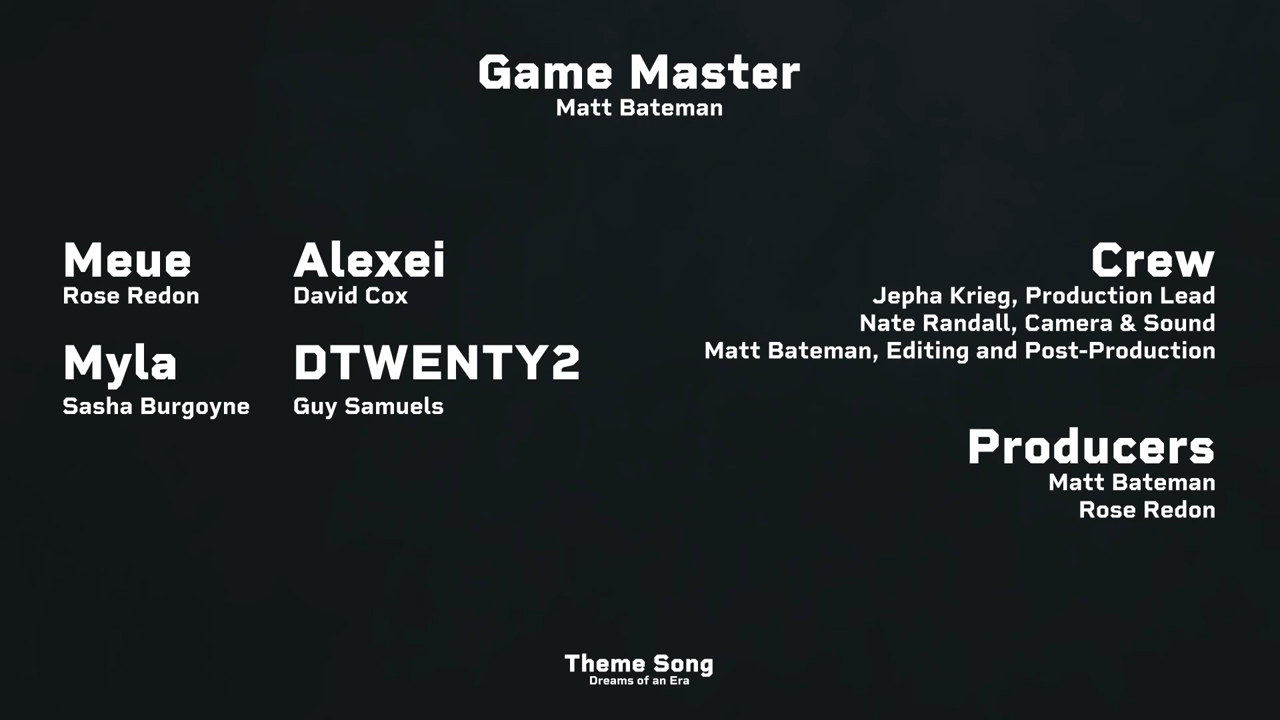 Game Master
Matt Bateman
Meue
Rose Redon
Alexei
David Cox
Myla
Sasha Burgoyne
DTWENTY2
Guy Samuels
Crew
Jepha Krieg, Production Lead
Nate Randall, Camera & Sound
Matt Bateman, Editing and Post-Production
Producers
Matt Bateman
Rose Redon
Theme Song
Dreams of an Era